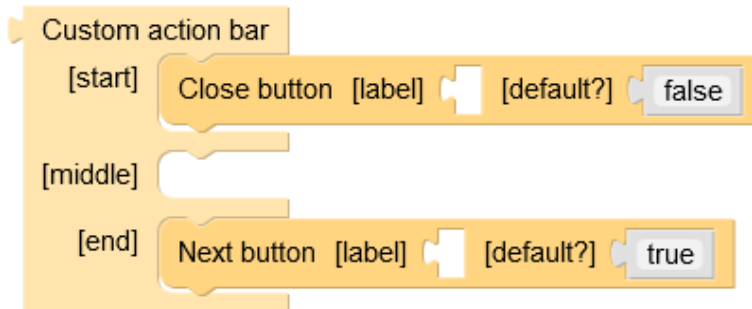 Custom action bar
[start] Close button [label] [default?] false
[middle]
[end] Next button [label] [default?] true